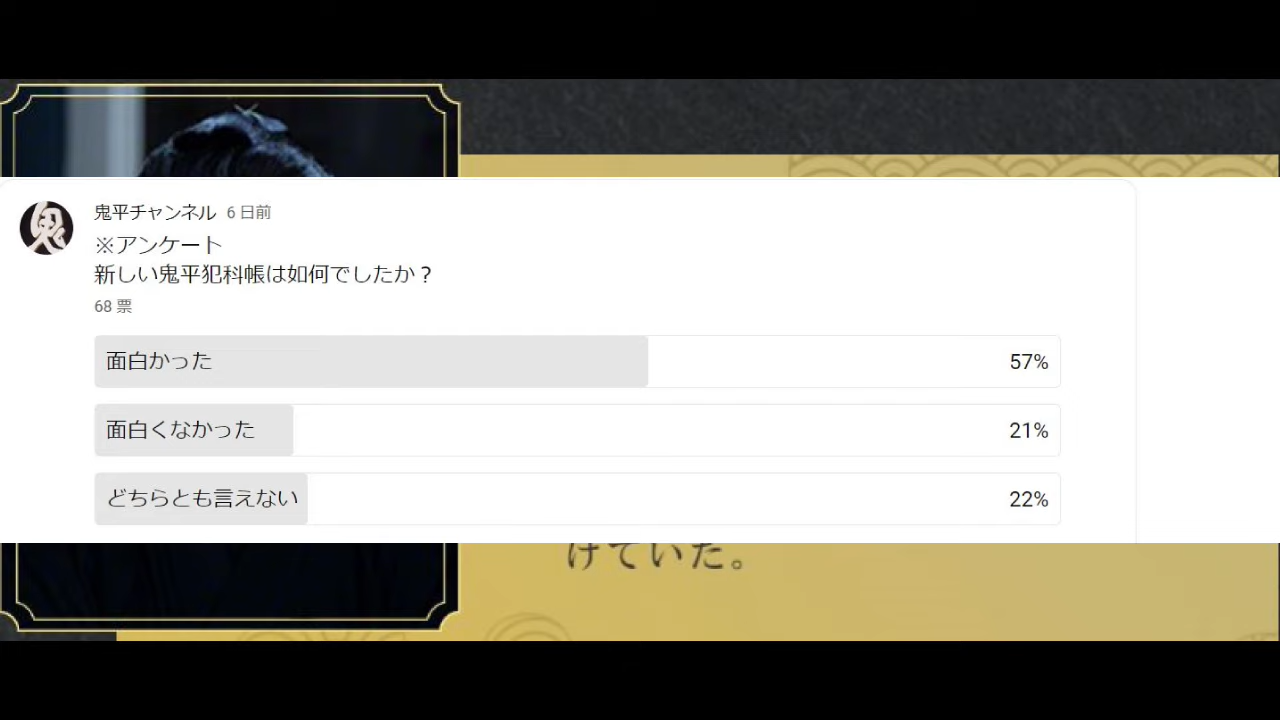 鬼
鬼平チャンネル 6 日前
※アンケート
新しい鬼平犯科帳は如何でしたか？
68 票
面白かった 57%
面白くなかった 21%
どちらとも言えない 22%
けていた。